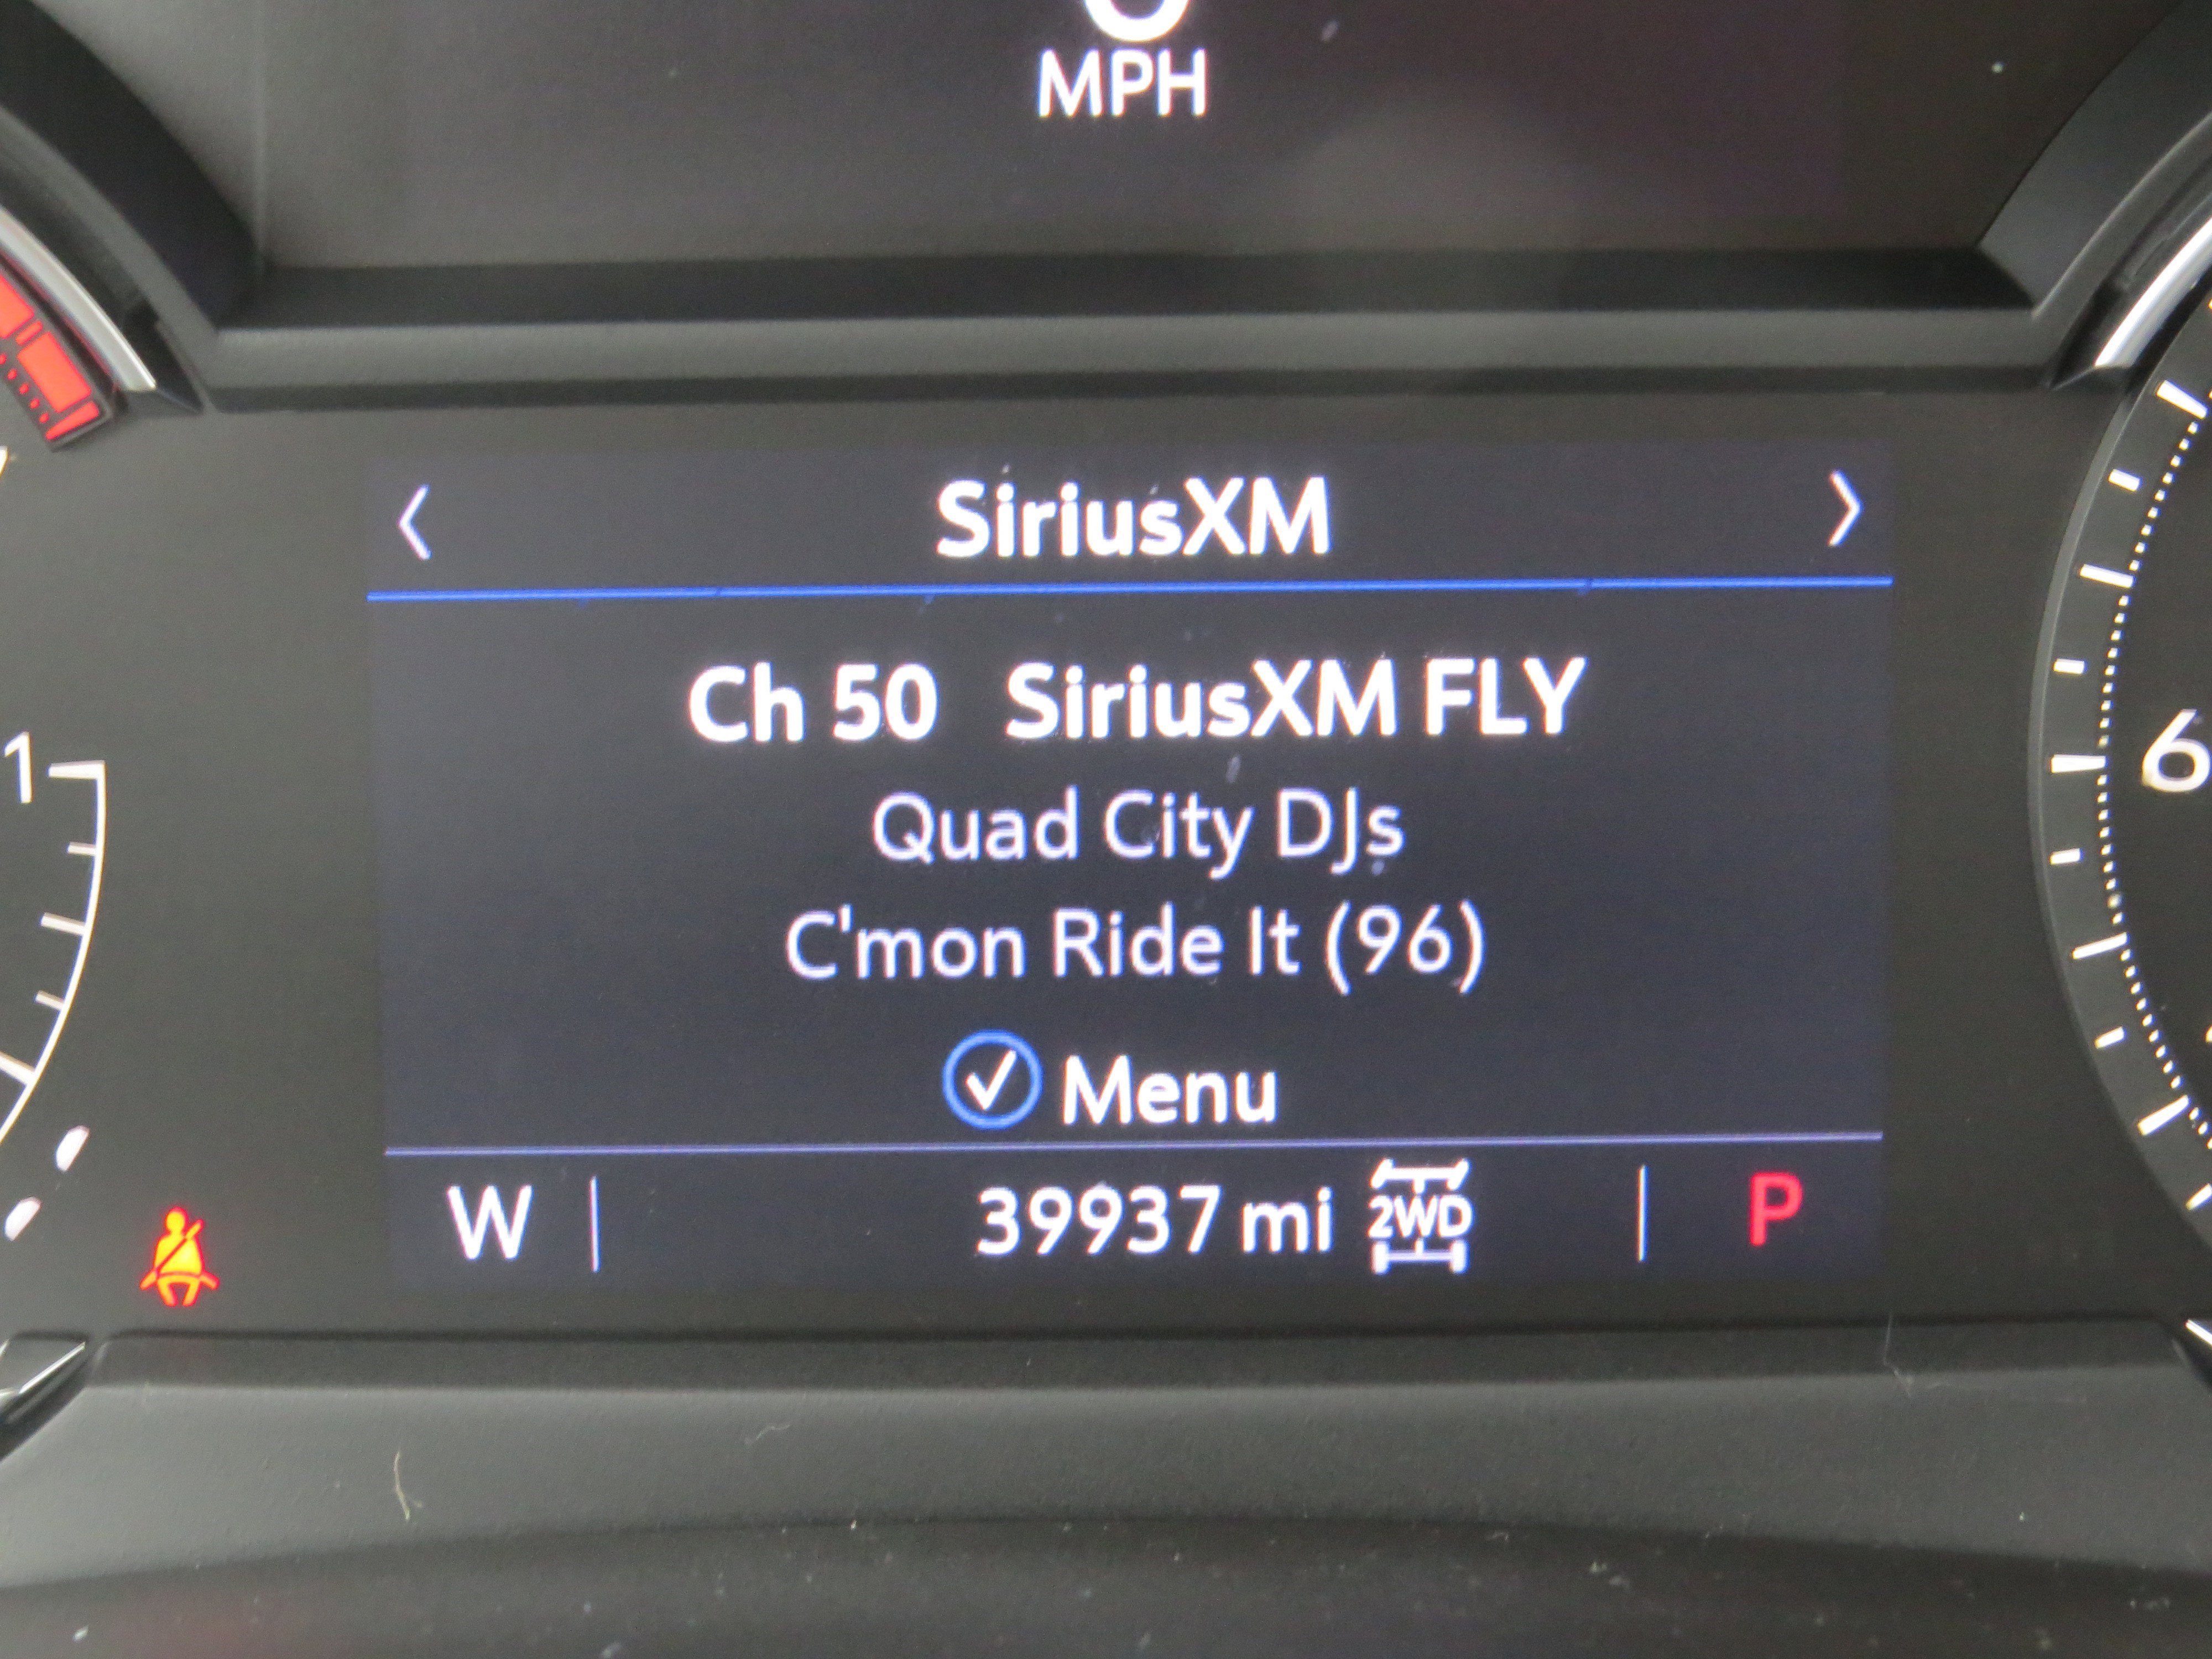 MPH
SiriusXM
Ch 50 SiriusXM FLY
Quad City DJs
C'mon Ride It (96)
Menu
W 39937 mi 2WD P
1
6